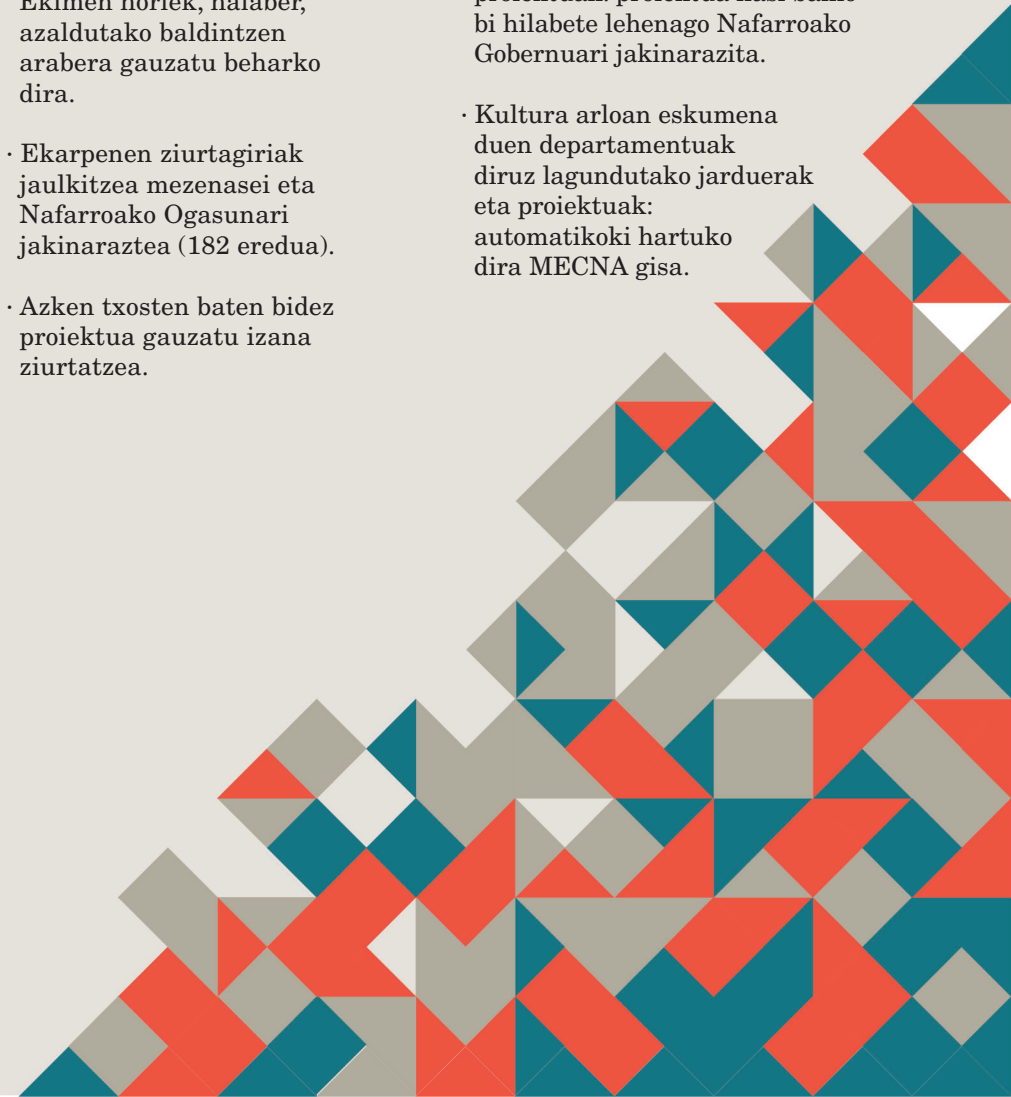 Ekimen horiek, halaber,
azaldutako baldintzen
arabera gauzatu beharko
dira.
· Ekarpenen ziurtagiriak
jaulkitzea mezenasei eta
Nafarroako Ogasunari
jakinaraztea (182 eredua).
· Azken txosten baten bidez
proiektua gauzatu izana
ziurtatzea.
bi hilabete lehenago Nafarroako
Gobernuari jakinarazita.
· Kultura arloan eskumena
duen departamentuak
diruz lagundutako jarduerak
eta proiektuak:
automatikoki hartuko
dira MECNA gisa.